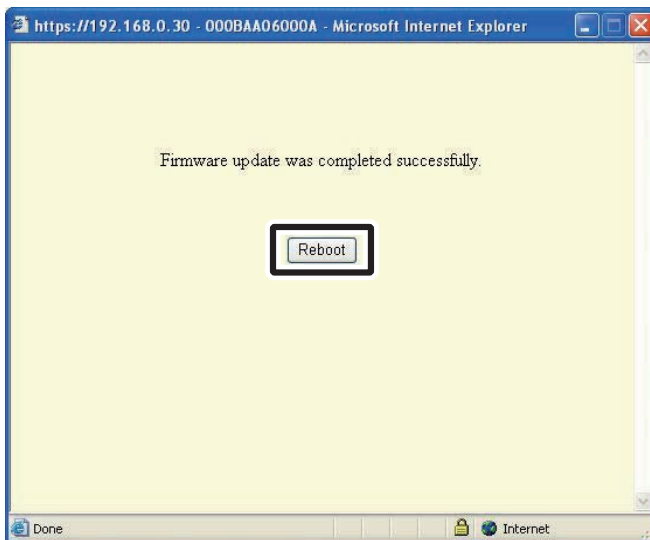 https://192.168.0.30 - 000BAA06000A - Microsoft Internet Explorer
Firmware update was completed successfully.
Reboot
Done
Internet